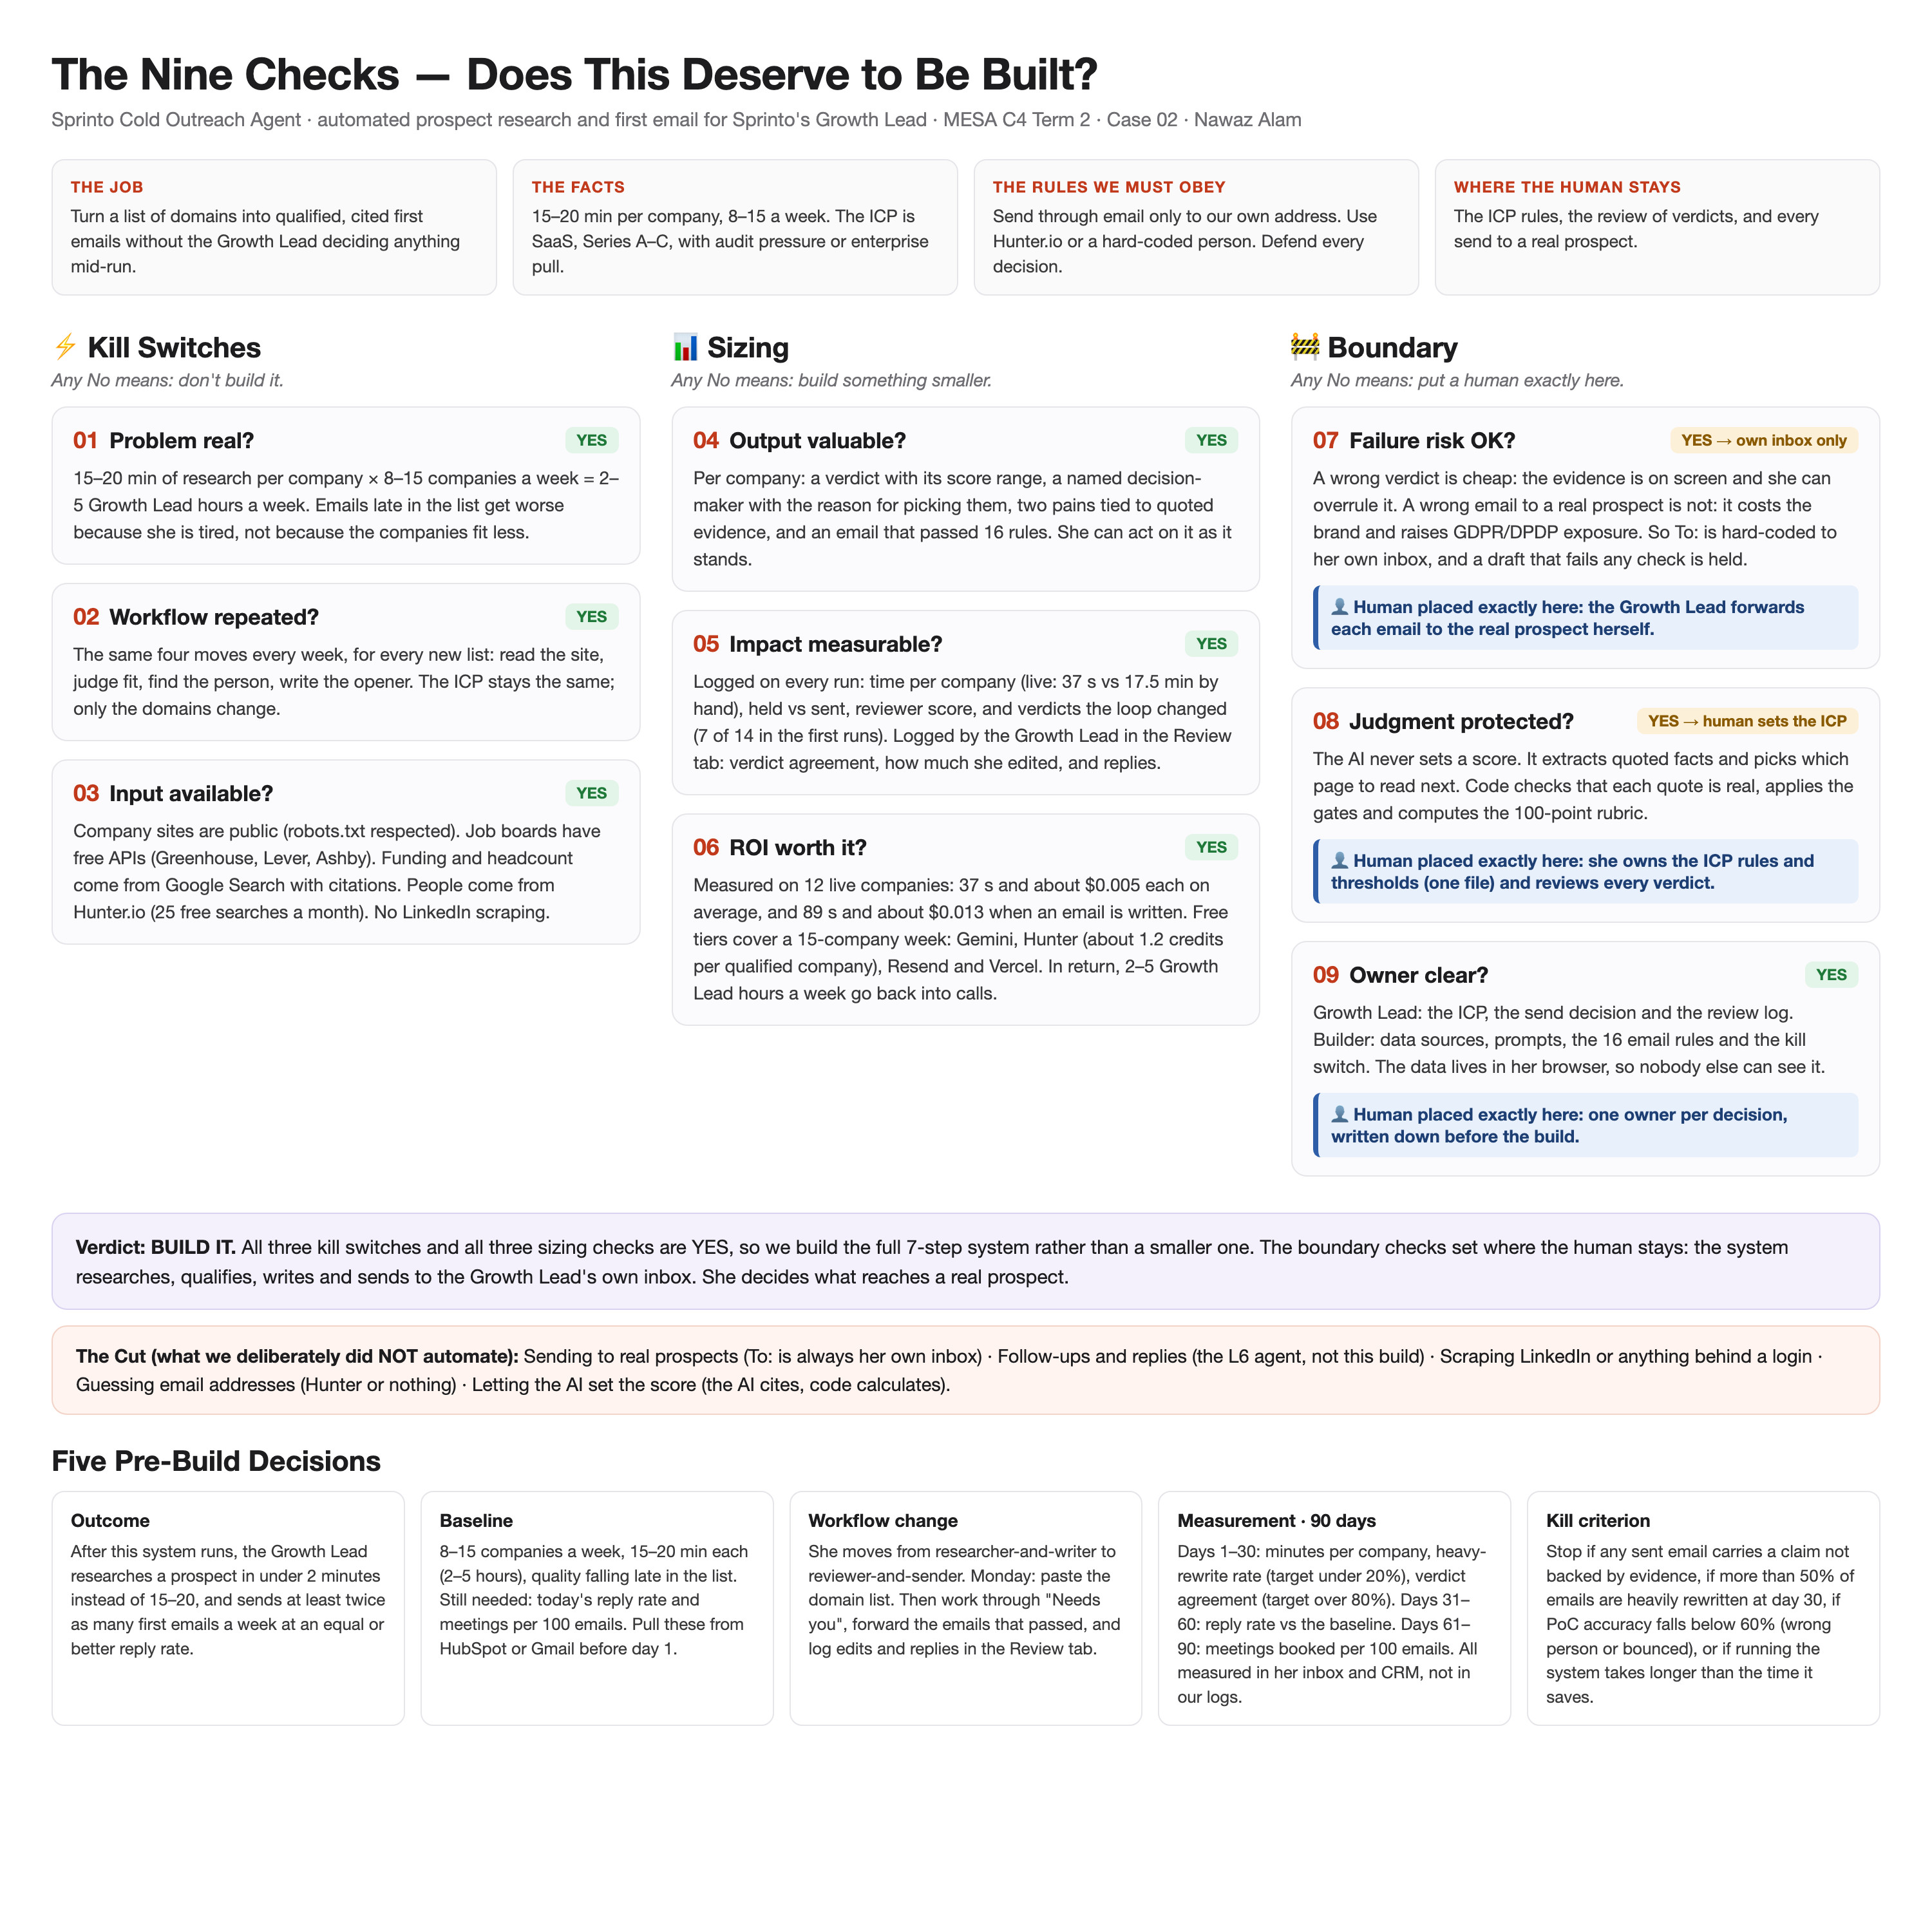 The Nine Checks — Does This Deserve to Be Built?
Sprinto Cold Outreach Agent · automated prospect research and first email for Sprinto's Growth Lead · MESA C4 Term 2 · Case 02 · Nawaz Alam
THE JOB
Turn a list of domains into qualified, cited first
emails without the Growth Lead deciding anything
mid-run.
THE FACTS
15–20 min per company, 8–15 a week. The ICP is
SaaS, Series A–C, with audit pressure or enterprise
pull.
THE RULES WE MUST OBEY
Send through email only to our own address. Use
Hunter.io or a hard-coded person. Defend every
decision.
WHERE THE HUMAN STAYS
The ICP rules, the review of verdicts, and every
send to a real prospect.
⚡ Kill Switches
Any No means: don't build it.
01 Problem real? YES
15–20 min of research per company × 8–15 companies a week = 2–
5 Growth Lead hours a week. Emails late in the list get worse
because she is tired, not because the companies fit less.
02 Workflow repeated? YES
The same four moves every week, for every new list: read the site,
judge fit, find the person, write the opener. The ICP stays the same;
only the domains change.
03 Input available? YES
Company sites are public (robots.txt respected). Job boards have
free APIs (Greenhouse, Lever, Ashby). Funding and headcount
come from Google Search with citations. People come from
Hunter.io (25 free searches a month). No LinkedIn scraping.
📊 Sizing
Any No means: build something smaller.
04 Output valuable? YES
Per company: a verdict with its score range, a named decision-
maker with the reason for picking them, two pains tied to quoted
evidence, and an email that passed 16 rules. She can act on it as it
stands.
05 Impact measurable? YES
Logged on every run: time per company (live: 37 s vs 17.5 min by
hand), held vs sent, reviewer score, and verdicts the loop changed
(7 of 14 in the first runs). Logged by the Growth Lead in the Review
tab: verdict agreement, how much she edited, and replies.
06 ROI worth it? YES
Measured on 12 live companies: 37 s and about $0.005 each on
average, and 89 s and about $0.013 when an email is written. Free
tiers cover a 15-company week: Gemini, Hunter (about 1.2 credits
per qualified company), Resend and Vercel. In return, 2–5 Growth
Lead hours a week go back into calls.
🚧 Boundary
Any No means: put a human exactly here.
07 Failure risk OK? YES → own inbox only
A wrong verdict is cheap: the evidence is on screen and she can
overrule it. A wrong email to a real prospect is not: it costs the
brand and raises GDPR/DPDP exposure. So To: is hard-coded to
her own inbox, and a draft that fails any check is held.
👤 Human placed exactly here: the Growth Lead forwards
each email to the real prospect herself.
08 Judgment protected? YES → human sets the ICP
The AI never sets a score. It extracts quoted facts and picks which
page to read next. Code checks that each quote is real, applies the
gates and computes the 100-point rubric.
👤 Human placed exactly here: she owns the ICP rules and
thresholds (one file) and reviews every verdict.
09 Owner clear? YES
Growth Lead: the ICP, the send decision and the review log.
Builder: data sources, prompts, the 16 email rules and the kill
switch. The data lives in her browser, so nobody else can see it.
👤 Human placed exactly here: one owner per decision,
written down before the build.
Verdict: BUILD IT. All three kill switches and all three sizing checks are YES, so we build the full 7-step system rather than a smaller one. The boundary checks set where the human stays: the system
researches, qualifies, writes and sends to the Growth Lead's own inbox. She decides what reaches a real prospect.
The Cut (what we deliberately did NOT automate): Sending to real prospects (To: is always her own inbox) · Follow-ups and replies (the L6 agent, not this build) · Scraping LinkedIn or anything behind a login ·
Guessing email addresses (Hunter or nothing) · Letting the AI set the score (the AI cites, code calculates).
Five Pre-Build Decisions
Outcome
After this system runs, the Growth Lead
researches a prospect in under 2 minutes
instead of 15–20, and sends at least twice
as many first emails a week at an equal or
better reply rate.
Baseline
8–15 companies a week, 15–20 min each
(2–5 hours), quality falling late in the list.
Still needed: today's reply rate and
meetings per 100 emails. Pull these from
HubSpot or Gmail before day 1.
Workflow change
She moves from researcher-and-writer to
reviewer-and-sender. Monday: paste the
domain list. Then work through "Needs
you", forward the emails that passed, and
log edits and replies in the Review tab.
Measurement · 90 days
Days 1–30: minutes per company, heavy-
rewrite rate (target under 20%), verdict
agreement (target over 80%). Days 31–
60: reply rate vs the baseline. Days 61–
90: meetings booked per 100 emails. All
measured in her inbox and CRM, not in
our logs.
Kill criterion
Stop if any sent email carries a claim not
backed by evidence, if more than 50% of
emails are heavily rewritten at day 30, if
PoC accuracy falls below 60% (wrong
person or bounced), or if running the
system takes longer than the time it
saves.